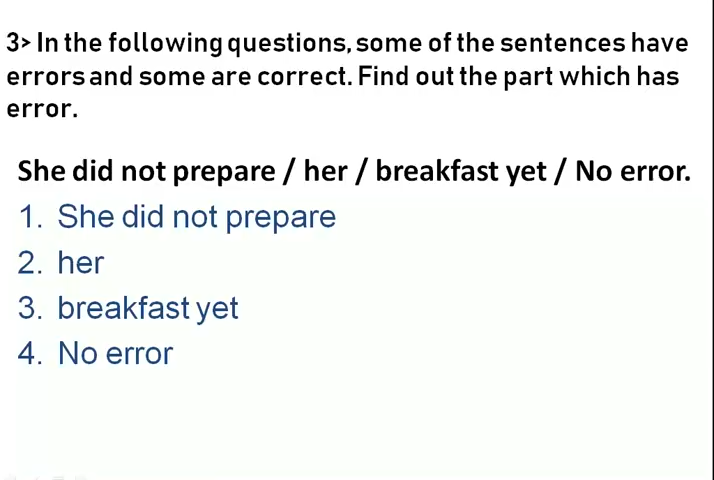 3> In the following questions, some of the sentences have
errors and some are correct. Find out the part which has
error.
She did not prepare / her / breakfast yet / No error.
1. She did not prepare
2. her
3. breakfast yet
4. No error